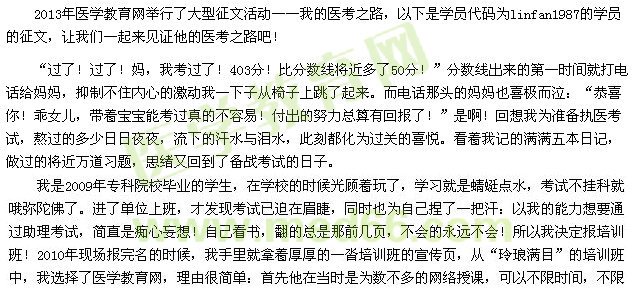 2013年医学教育网举行了大型征文活动——我的医考之路，以下是学员代码为linfan1987的学员
的征文，让我们一起来见证他的医考之路吧！
“过了！过了！妈，我考过了！403分！比分数线将近多了50分！”分数线出来的第一时间就打电
话给妈妈，抑制不住内心的激动我一下子从椅子上跳了起来。而电话那头的妈妈也喜极而泣：“恭喜
你！乖女儿，带着宝宝能考过真的不容易！付出的努力总算有回报了！”是啊！回想我为准备执医考
试，熬过的多少日日夜夜，流下的汗水与泪水，此刻都化为过关的喜悦。看着我记的满满五本日记，
做过的将近万道习题，思绪又回到了备战考试的日子。
我是2009年专科院校毕业的学生，在学校的时候光顾着玩了，学习就是蜻蜓点水，考试不挂科就
哦弥陀佛了。进了单位上班，才发现考试已迫在眉睫，同时也为自己捏了一把汗：以我的能力想要通
过助理考试，简直是痴心妄想！自己看书，翻的总是那前几页，不会的永远不会！所以我决定报培训
班！2010年现场报完名的时候，我手里就拿着厚厚的一沓培训班的宣传页，从“玲琅满目”的培训班
中，我选择了医学教育网，理由很简单：首先他在当时是为数不多的网络授课，可以不限时间，不限
医学教育网
www.med66.com